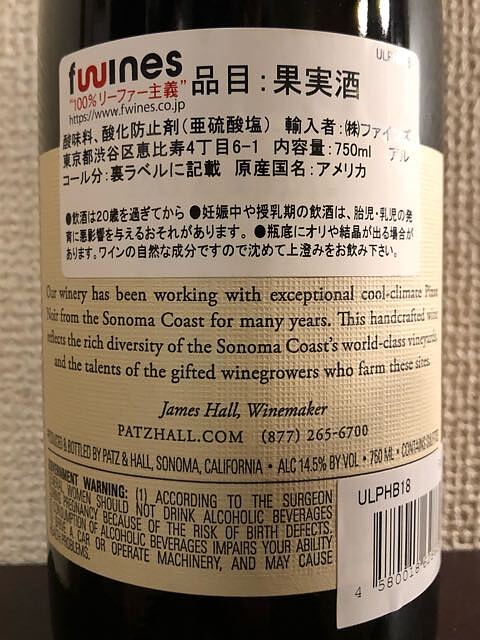 fwines
"100%リーファー主義"
https://www.fwines.co.jp
品目：果実酒
酸味料、酸化防止剤（亜硫酸塩） 輸入者：㈱ファインズ
東京都渋谷区恵比寿4丁目6-1 内容量：750ml アル
コール分：裏ラベルに記載 原産国名：アメリカ
●飲酒は20歳を過ぎてから ●妊娠中や授乳期の飲酒は、胎児・乳児の発
育に悪影響を与えるおそれがあります。 ●瓶底にオリや結晶が出る場合が
あります。ワインの自然な成分ですので沈めて上澄みをお飲み下さい。
Our winery has been working with exceptional cool-climate Pinot
Noir from the Sonoma Coast for many years. This handcrafted wine
reflects the rich diversity of the Sonoma Coast's world-class vineyards,
and the talents of the gifted winegrowers who farm these sites.
James Hall, Winemaker
PATZHALL.COM (877) 265-6700
& BOTTLED BY PATZ & HALL, SONOMA, CALIFORNIA • ALC 14.5% BY VOL • 750 ML • CONTAINS
GOVERNMENT WARNING: (1) ACCORDING TO THE SURGEON
WOMEN SHOULD NOT DRINK ALCOHOLIC BEVERAGES
PREGNANCY BECAUSE OF THE RISK OF BIRTH DEFECTS.
CONSUMPTION OF ALCOHOLIC BEVERAGES IMPAIRS YOUR ABILITY
A CAR OR OPERATE MACHINERY, AND MAY CAUSE
PROBLEMS.
ULPHB18
4 580018